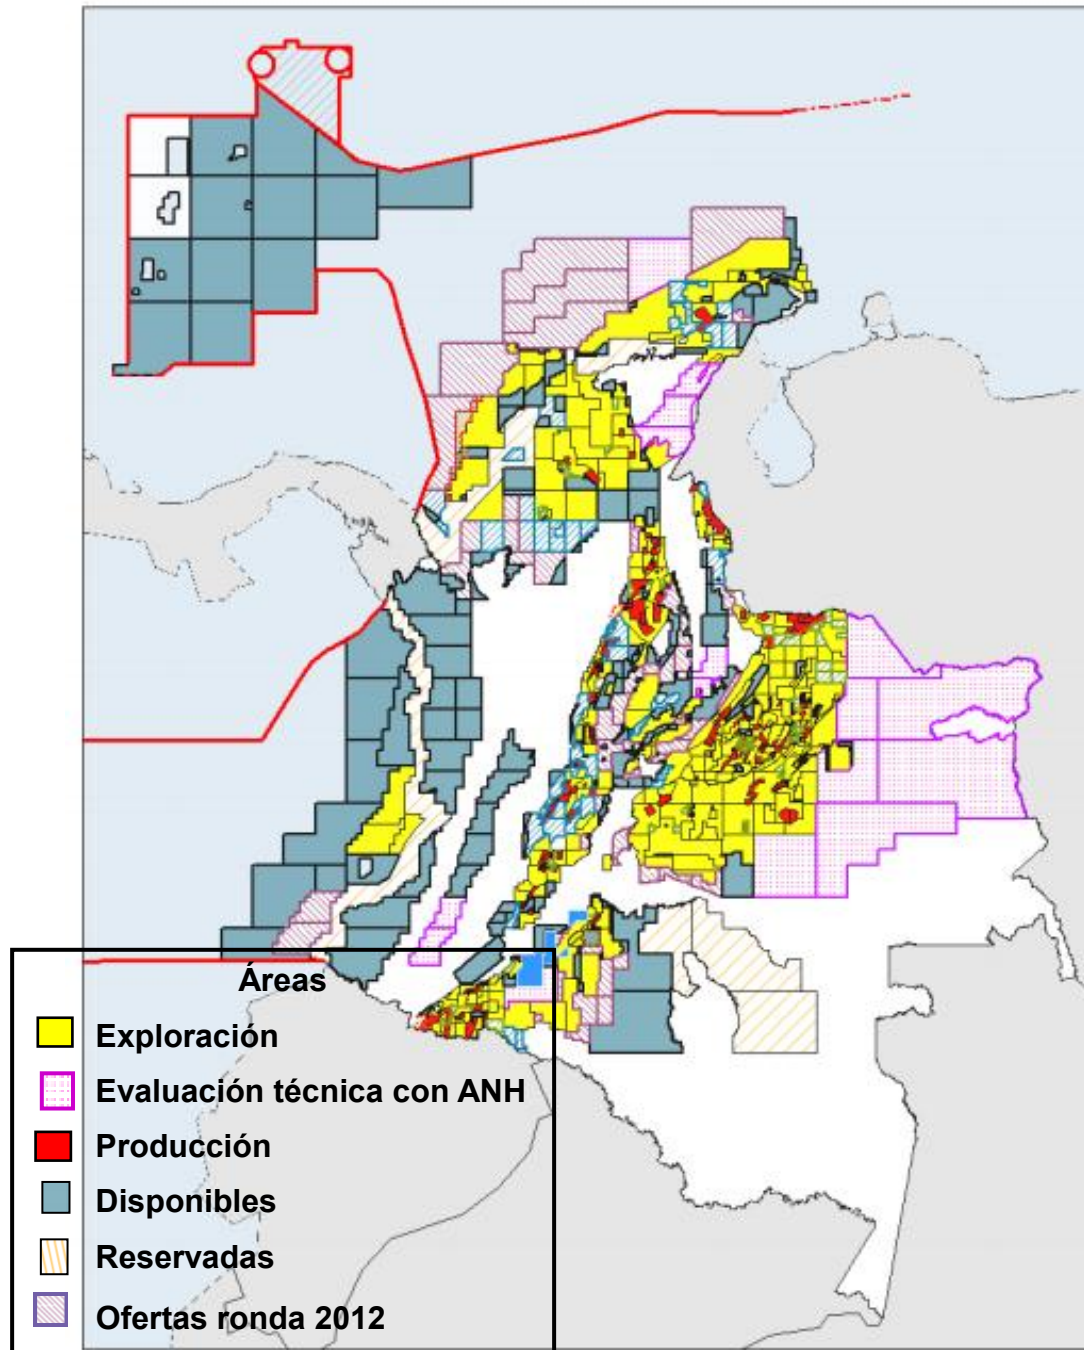 Áreas
Exploración
Evaluación técnica con ANH
Producción
Disponibles
Reservadas
Ofertas ronda 2012